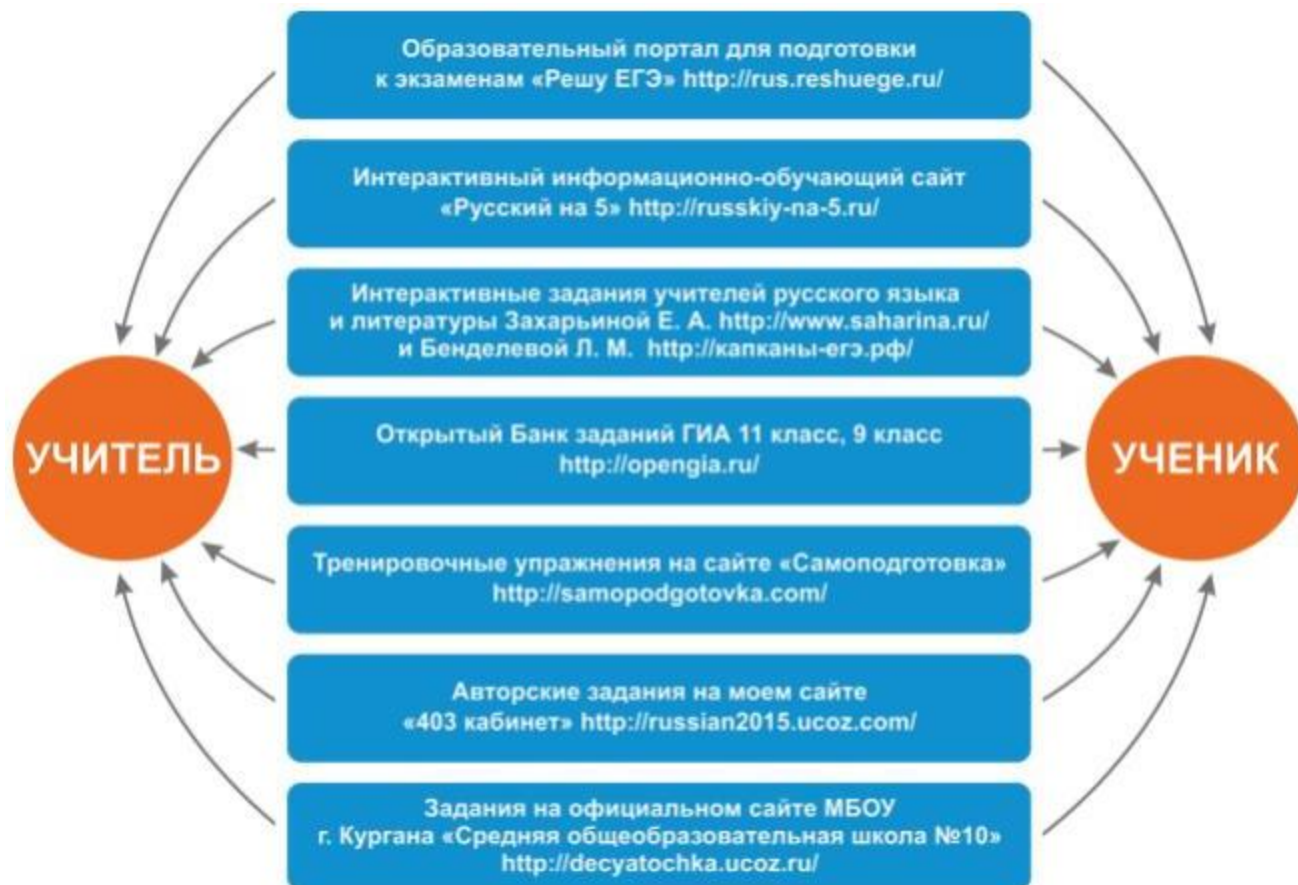 Образовательный портал для подготовки
к экзаменам «Решу ЕГЭ» http://rus.reshuege.ru/
Интерактивный информационно-обучающий сайт
«Русский на 5» http://russkiy-na-5.ru/
Интерактивные задания учителей русского языка
и литературы Захарьиной Е. А. http://www.saharina.ru/
и Бенделевой Л. М. http://капканы-егэ.рф/
УЧИТЕЛЬ
Открытый Банк заданий ГИА 11 класс, 9 класс
http://opengia.ru/
УЧЕНИК
Тренировочные упражнения на сайте «Самоподготовка»
http://samopodgotovka.com/
Авторские задания на моем сайте
«403 кабинет» http://russian2015.ucoz.com/
Задания на официальном сайте МБОУ
г. Кургана «Средняя общеобразовательная школа №10»
http://decyatochka.ucoz.ru/